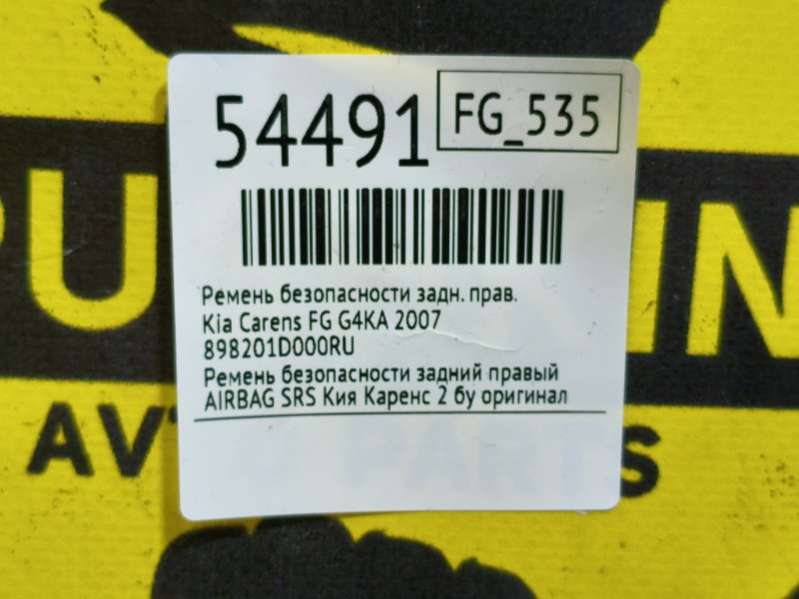 54491
FG_535
Ремень безопасности задн. прав.
Kia Carens FG G4KA 2007
898201D000RU
Ремень безопасности задний правый
AIRBAG SRS Кия Каренс 2 бу оригинал
PARTS